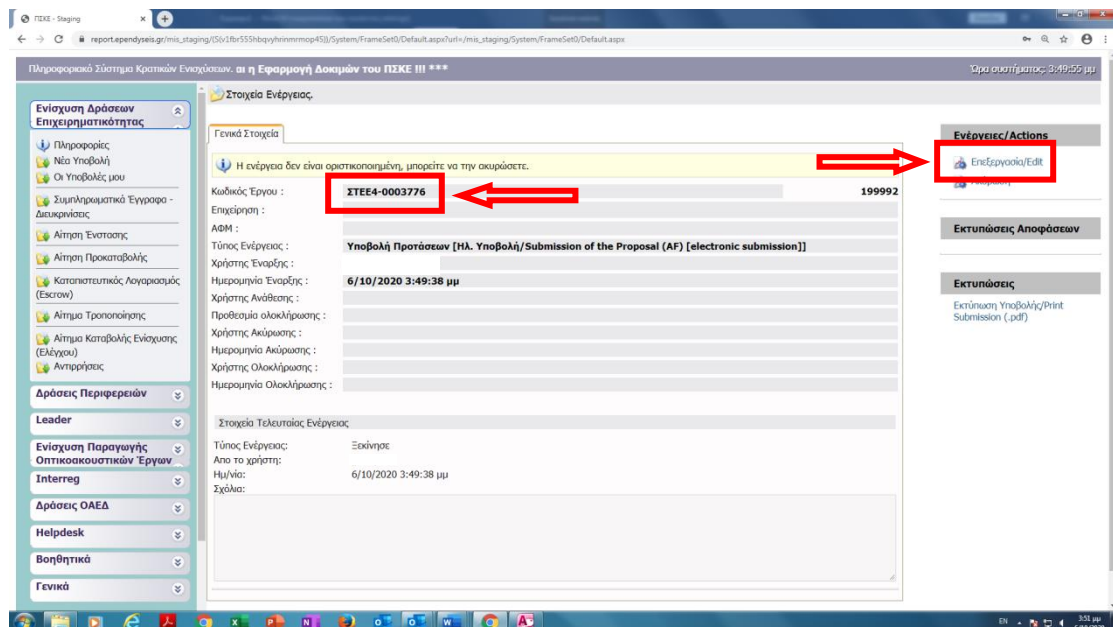 ΠΣΚΕ - Staging
report.ependyseis.gr/mis_staging/(S(v1fbr555hbqvyhrinmrmop45))/System/FrameSet0/Default.aspx?url=/mis_staging/System/FrameSet0/Default.aspx
Πληροφοριακό Σύστημα Κρατικών Ενισχύσεων. αι η Εφαρμογή Δοκιμών του ΠΣΚΕ !!! ***
Ώρα συστήματος: 3:49:55 μμ
Ενίσχυση Δράσεων
Επιχειρηματικότητας
Πληροφορίες
Νέα Υποβολή
Οι Υποβολές μου
Συμπληρωματικά Έγγραφα -
Διευκρινίσεις
Αίτηση Ένστασης
Αίτηση Προκαταβολής
Καταπιστευτικός Λογαριασμός
(Escrow)
Αίτημα Τροποποίησης
Αίτημα Καταβολής Ενίσχυσης
(Ελέγχου)
Αντιρρήσεις
Δράσεις Περιφερειών
Leader
Ενίσχυση Παραγωγής
Οπτικοακουστικών Έργων
Interreg
Δράσεις ΟΑΕΔ
Helpdesk
Βοηθητικά
Γενικά
Στοιχεία Ενέργειας.
Γενικά Στοιχεία
Η ενέργεια δεν είναι οριστικοποιημένη, μπορείτε να την ακυρώσετε.
Κωδικός Έργου : ΣΤΕΕ4-0003776 199992
Επιχείρηση :
ΑΦΜ :
Τύπος Ενέργειας : Υποβολή Προτάσεων [Ηλ. Υποβολή/Submission of the Proposal (AF) [electronic submission]]
Χρήστης Έναρξης :
Ημερομηνία Έναρξης : 6/10/2020 3:49:38 μμ
Χρήστης Ανάθεσης :
Προθεσμία ολοκλήρωσης :
Χρήστης Ακύρωσης :
Ημερομηνία Ακύρωσης :
Χρήστης Ολοκλήρωσης :
Ημερομηνία Ολοκλήρωσης :
Στοιχεία Τελευταίας Ενέργειας
Τύπος Ενέργειας: Ξεκίνησε
Απο το χρήστη:
Ημ/νία: 6/10/2020 3:49:38 μμ
Σχόλια:
Ενέργειες/Actions
Επεξεργασία/Edit
Ακύρωση
Εκτυπώσεις Αποφάσεων
Εκτυπώσεις
Εκτύπωση Υποβολής/Print
Submission (.pdf)
EN
3:51 μμ